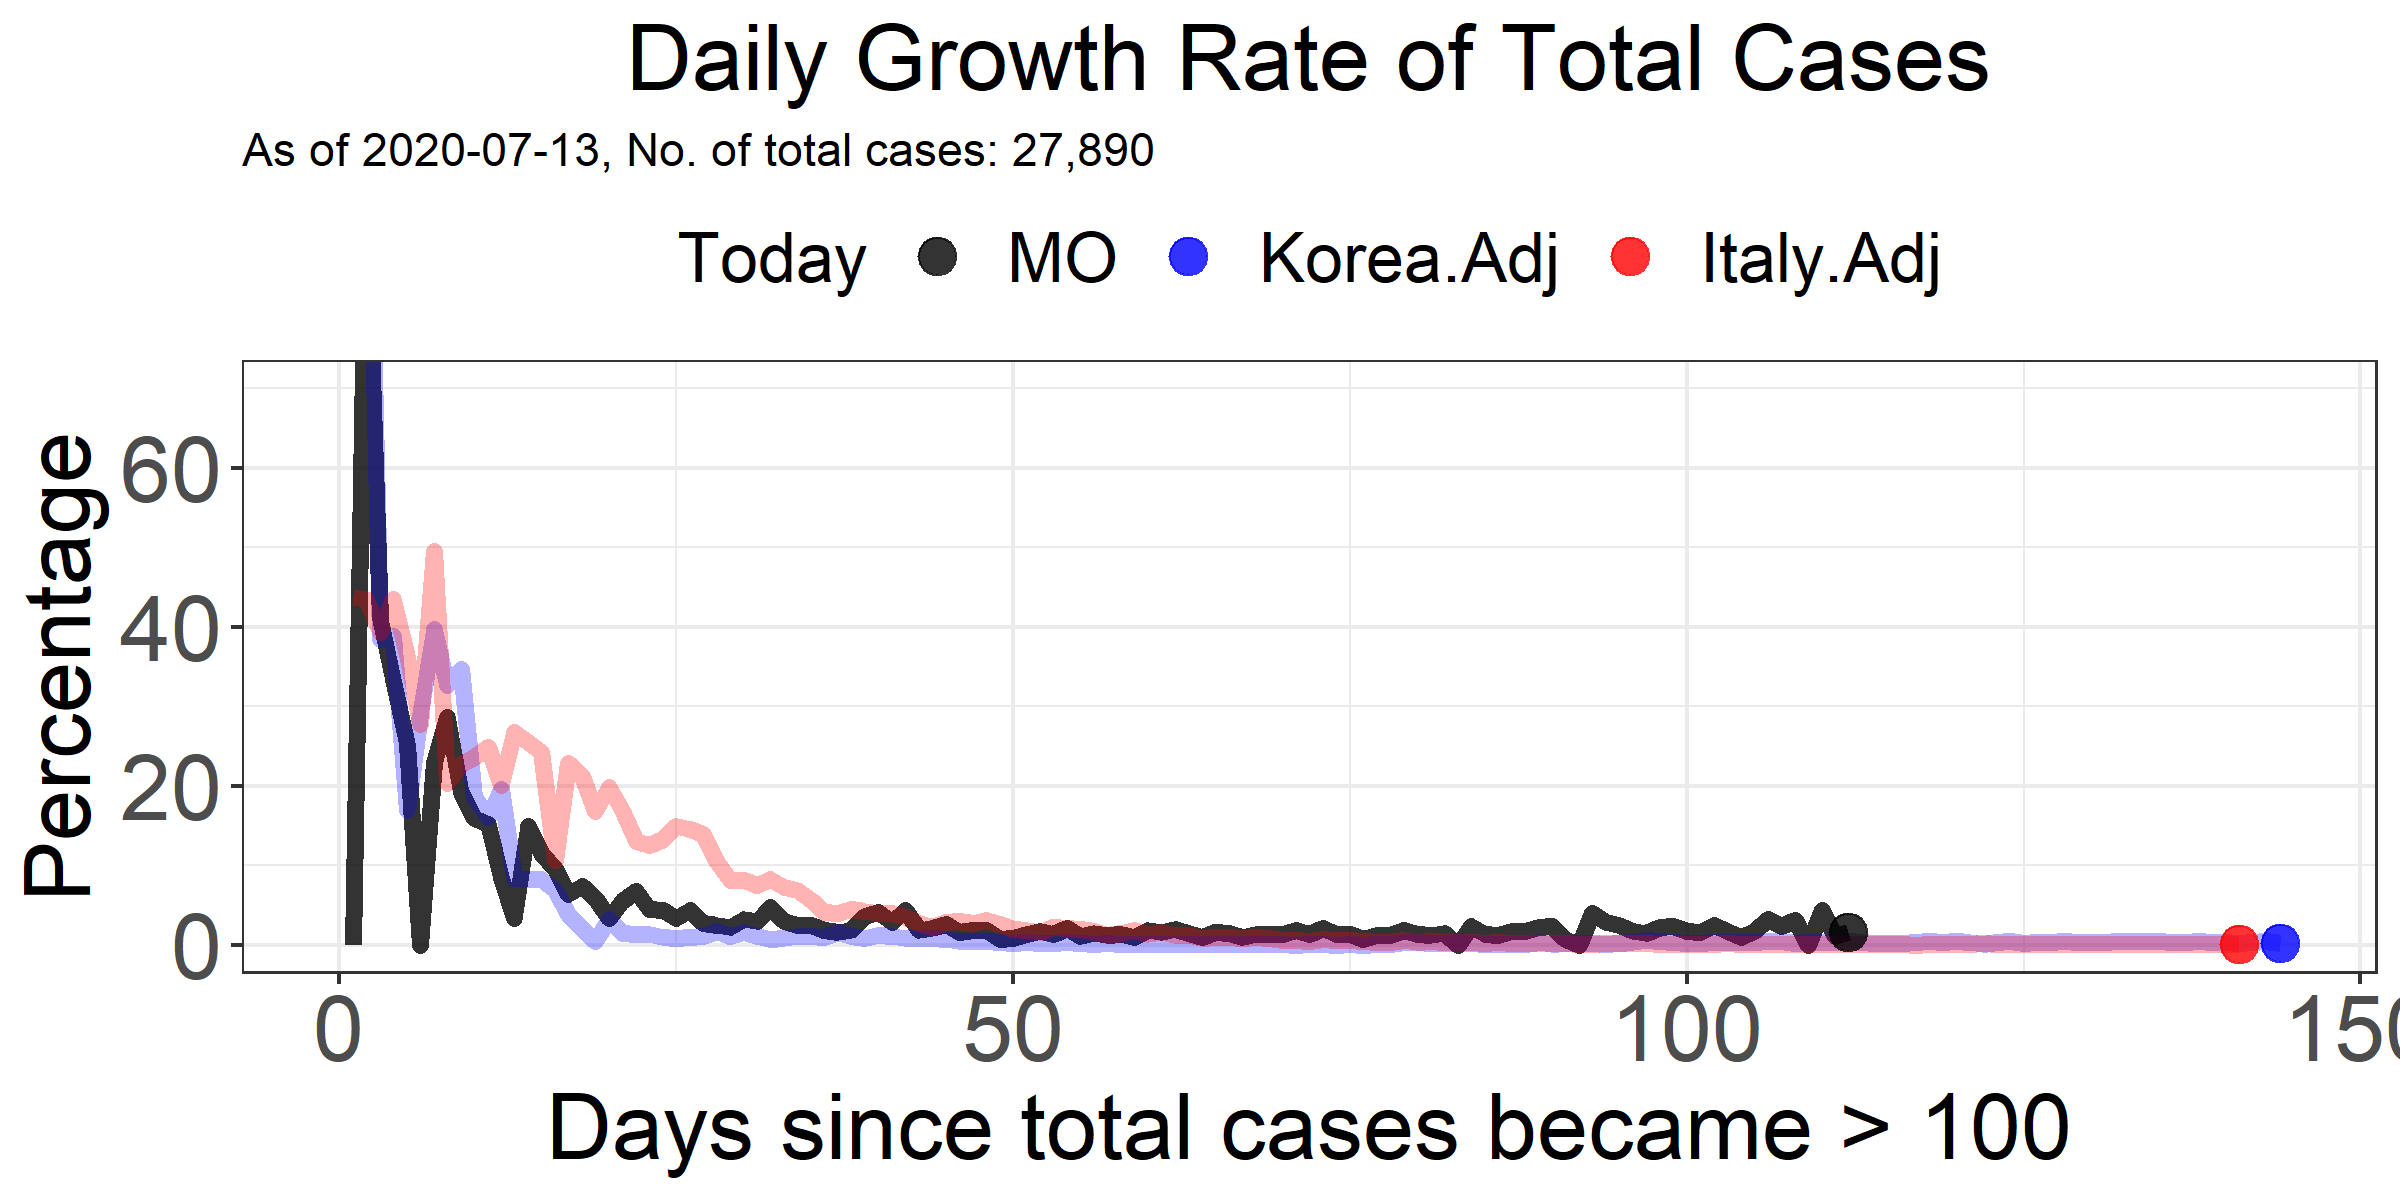 Daily Growth Rate of Total Cases
As of 2020-07-13, No. of total cases: 27,890
Today MO Korea.Adj Italy.Adj
Percentage
60
40
20
0
0 50 100 150
Days since total cases became > 100